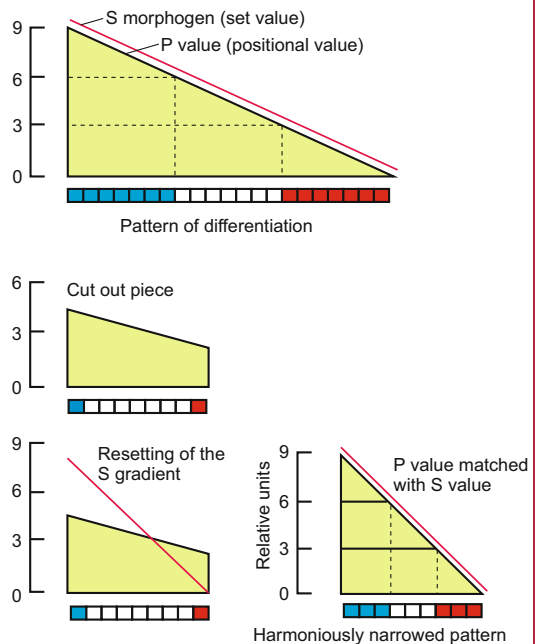 S morphogen (set value)
P value (positional value)
9
6
3
0
Pattern of differentiation
6
3
0
Cut out piece
9
6
3
0
Resetting of the
S gradient
Relative units
9
6
3
0
P value matched
with S value
Harmoniously narrowed pattern